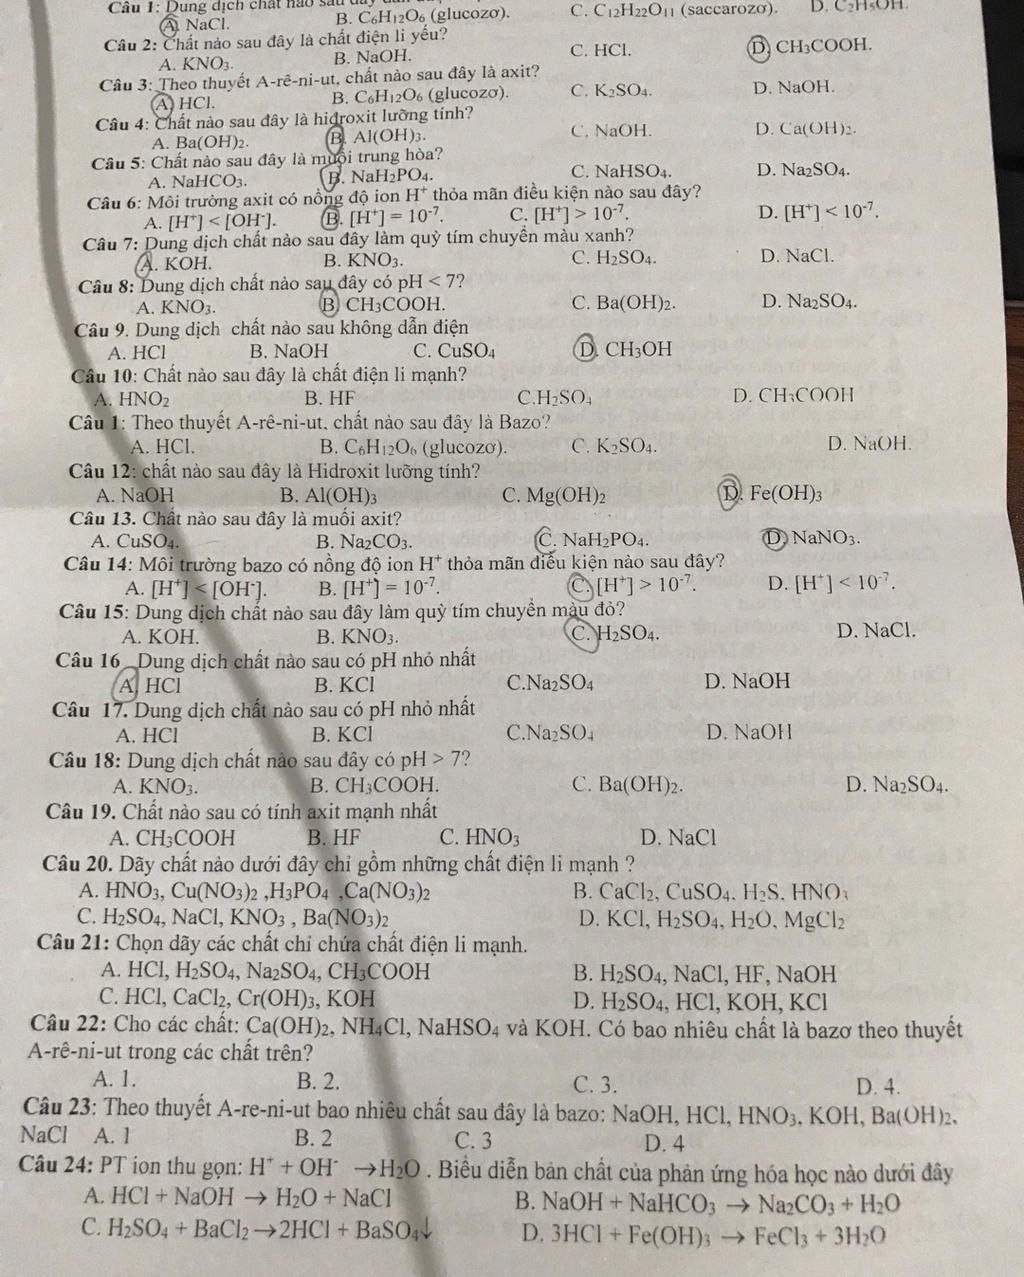 Câu 1: Dung dịch chất nào sau đây
A. NaCl. B. C₆H₁₂O₆ (glucozơ). C. C₁₂H₂₂O₁₁ (saccarozơ). D. C₂H₅OH.
Câu 2: Chất nào sau đây là chất điện li yếu?
A. KNO₃. B. NaOH. C. HCl. D. CH₃COOH.
Câu 3: Theo thuyết A-rê-ni-ut, chất nào sau đây là axit?
A. HCl. B. C₆H₁₂O₆ (glucozơ). C. K₂SO₄. D. NaOH.
Câu 4: Chất nào sau đây là hiđroxit lưỡng tính?
A. Ba(OH)₂. B. Al(OH)₃. C. NaOH. D. Ca(OH)₂.
Câu 5: Chất nào sau đây là muối trung hòa?
A. NaHCO₃. B. NaH₂PO₄. C. NaHSO₄. D. Na₂SO₄.
Câu 6: Môi trường axit có nồng độ ion H⁺ thỏa mãn điều kiện nào sau đây?
A. [H⁺] < [OH⁻]. B. [H⁺] = 10⁻⁷. C. [H⁺] > 10⁻⁷. D. [H⁺] < 10⁻⁷.
Câu 7: Dung dịch chất nào sau đây làm quỳ tím chuyển màu xanh?
A. KOH. B. KNO₃. C. H₂SO₄. D. NaCl.
Câu 8: Dung dịch chất nào sau đây có pH < 7?
A. KNO₃. B. CH₃COOH. C. Ba(OH)₂. D. Na₂SO₄.
Câu 9. Dung dịch chất nào sau không dẫn điện
A. HCl B. NaOH C. CuSO₄ D. CH₃OH
Câu 10: Chất nào sau đây là chất điện li mạnh?
A. HNO₂ B. HF C.H₂SO₄ D. CH₃COOH
Câu 1: Theo thuyết A-rê-ni-ut, chất nào sau đây là Bazo?
A. HCl. B. C₆H₁₂O₆ (glucozơ). C. K₂SO₄. D. NaOH.
Câu 12: chất nào sau đây là Hidroxit lưỡng tính?
A. NaOH B. Al(OH)₃ C. Mg(OH)₂ D. Fe(OH)₃
Câu 13. Chất nào sau đây là muối axit?
A. CuSO₄. B. Na₂CO₃. C. NaH₂PO₄. D. NaNO₃.
Câu 14: Môi trường bazo có nồng độ ion H⁺ thỏa mãn điều kiện nào sau đây?
A. [H⁺] < [OH⁻]. B. [H⁺] = 10⁻⁷. C. [H⁺] > 10⁻⁷. D. [H⁺] < 10⁻⁷.
Câu 15: Dung dịch chất nào sau đây làm quỳ tím chuyển màu đỏ?
A. KOH. B. KNO₃. C. H₂SO₄. D. NaCl.
Câu 16 Dung dịch chất nào sau có pH nhỏ nhất
A. HCl B. KCl C.Na₂SO₄ D. NaOH
Câu 17. Dung dịch chất nào sau có pH nhỏ nhất
A. HCl B. KCl C.Na₂SO₄ D. NaOH
Câu 18: Dung dịch chất nào sau đây có pH > 7?
A. KNO₃. B. CH₃COOH. C. Ba(OH)₂. D. Na₂SO₄.
Câu 19. Chất nào sau có tính axit mạnh nhất
A. CH₃COOH B. HF C. HNO₃ D. NaCl
Câu 20. Dãy chất nào dưới đây chỉ gồm những chất điện li mạnh ?
A. HNO₃, Cu(NO₃)₂ ,H₃PO₄ ,Ca(NO₃)₂ B. CaCl₂, CuSO₄, H₂S, HNO₃
C. H₂SO₄, NaCl, KNO₃ , Ba(NO₃)₂ D. KCl, H₂SO₄, H₂O, MgCl₂
Câu 21: Chọn dãy các chất chỉ chứa chất điện li mạnh.
A. HCl, H₂SO₄, Na₂SO₄, CH₃COOH B. H₂SO₄, NaCl, HF, NaOH
C. HCl, CaCl₂, Cr(OH)₃, KOH D. H₂SO₄, HCl, KOH, KCl
Câu 22: Cho các chất: Ca(OH)₂, NH₄Cl, NaHSO₄ và KOH. Có bao nhiêu chất là bazơ theo thuyết
A-rê-ni-ut trong các chất trên?
A. 1. B. 2. C. 3. D. 4.
Câu 23: Theo thuyết A-re-ni-ut bao nhiêu chất sau đây là bazo: NaOH, HCl, HNO₃, KOH, Ba(OH)₂,
NaCl A. 1 B. 2 C. 3 D. 4
Câu 24: PT ion thu gọn: H⁺ + OH⁻ →H₂O . Biểu diễn bản chất của phản ứng hóa học nào dưới đây
A. HCl + NaOH → H₂O + NaCl B. NaOH + NaHCO₃ → Na₂CO₃ + H₂O
C. H₂SO₄ + BaCl₂→2HCl + BaSO₄↓ D. 3HCl + Fe(OH)₃ → FeCl₃ + 3H₂O